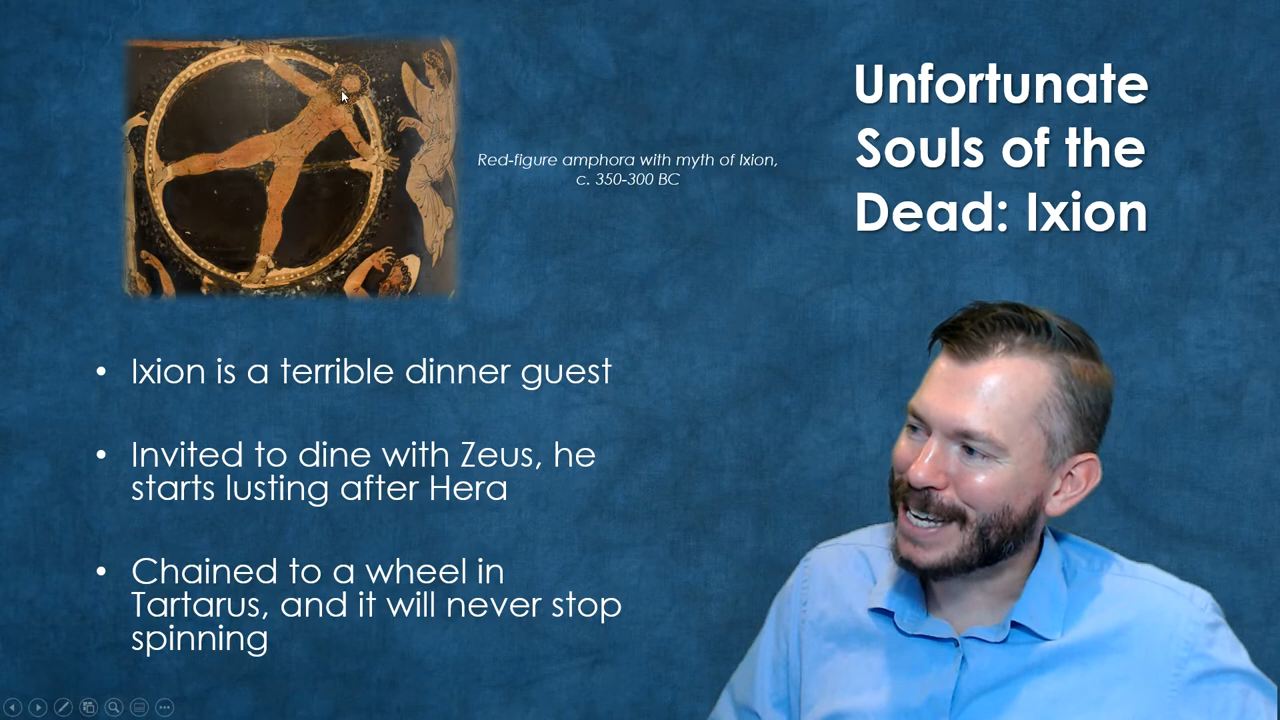 Unfortunate
Souls of the
Dead: Ixion
Red-figure amphora with myth of Ixion,
c. 350-300 BC
• Ixion is a terrible dinner guest
• Invited to dine with Zeus, he
starts lusting after Hera
• Chained to a wheel in
Tartarus, and it will never stop
spinning